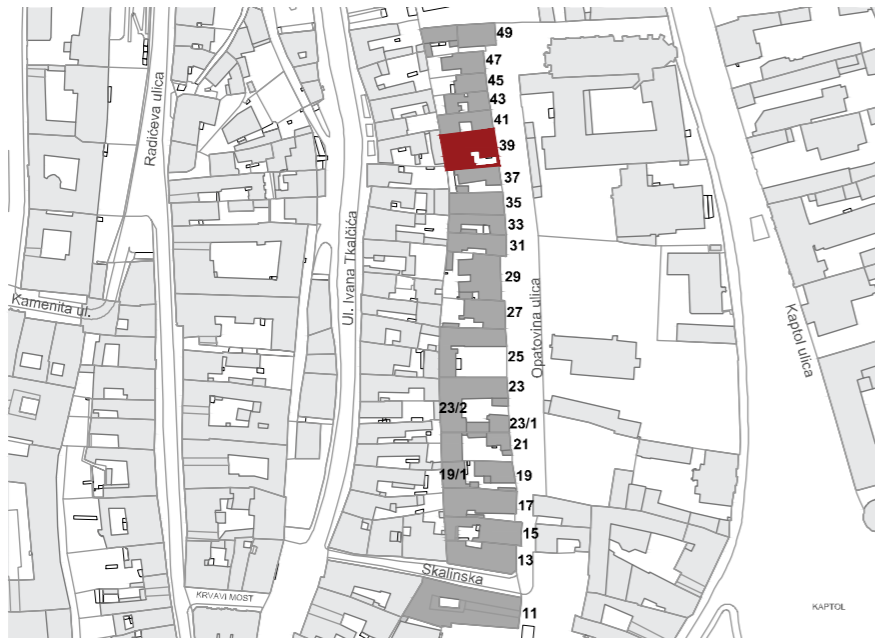 49
47
45
43
41
39
37
35
33
31
29
27
25
23
23/2
23/1
21
19/1
19
17
15
13
11
Radićeva ulica
Kamenita ul.
Ul. Ivana Tkalčića
Opatovina ulica
Kaptol ulica
Skalinska
KRVAVI MOST
KAPTOL